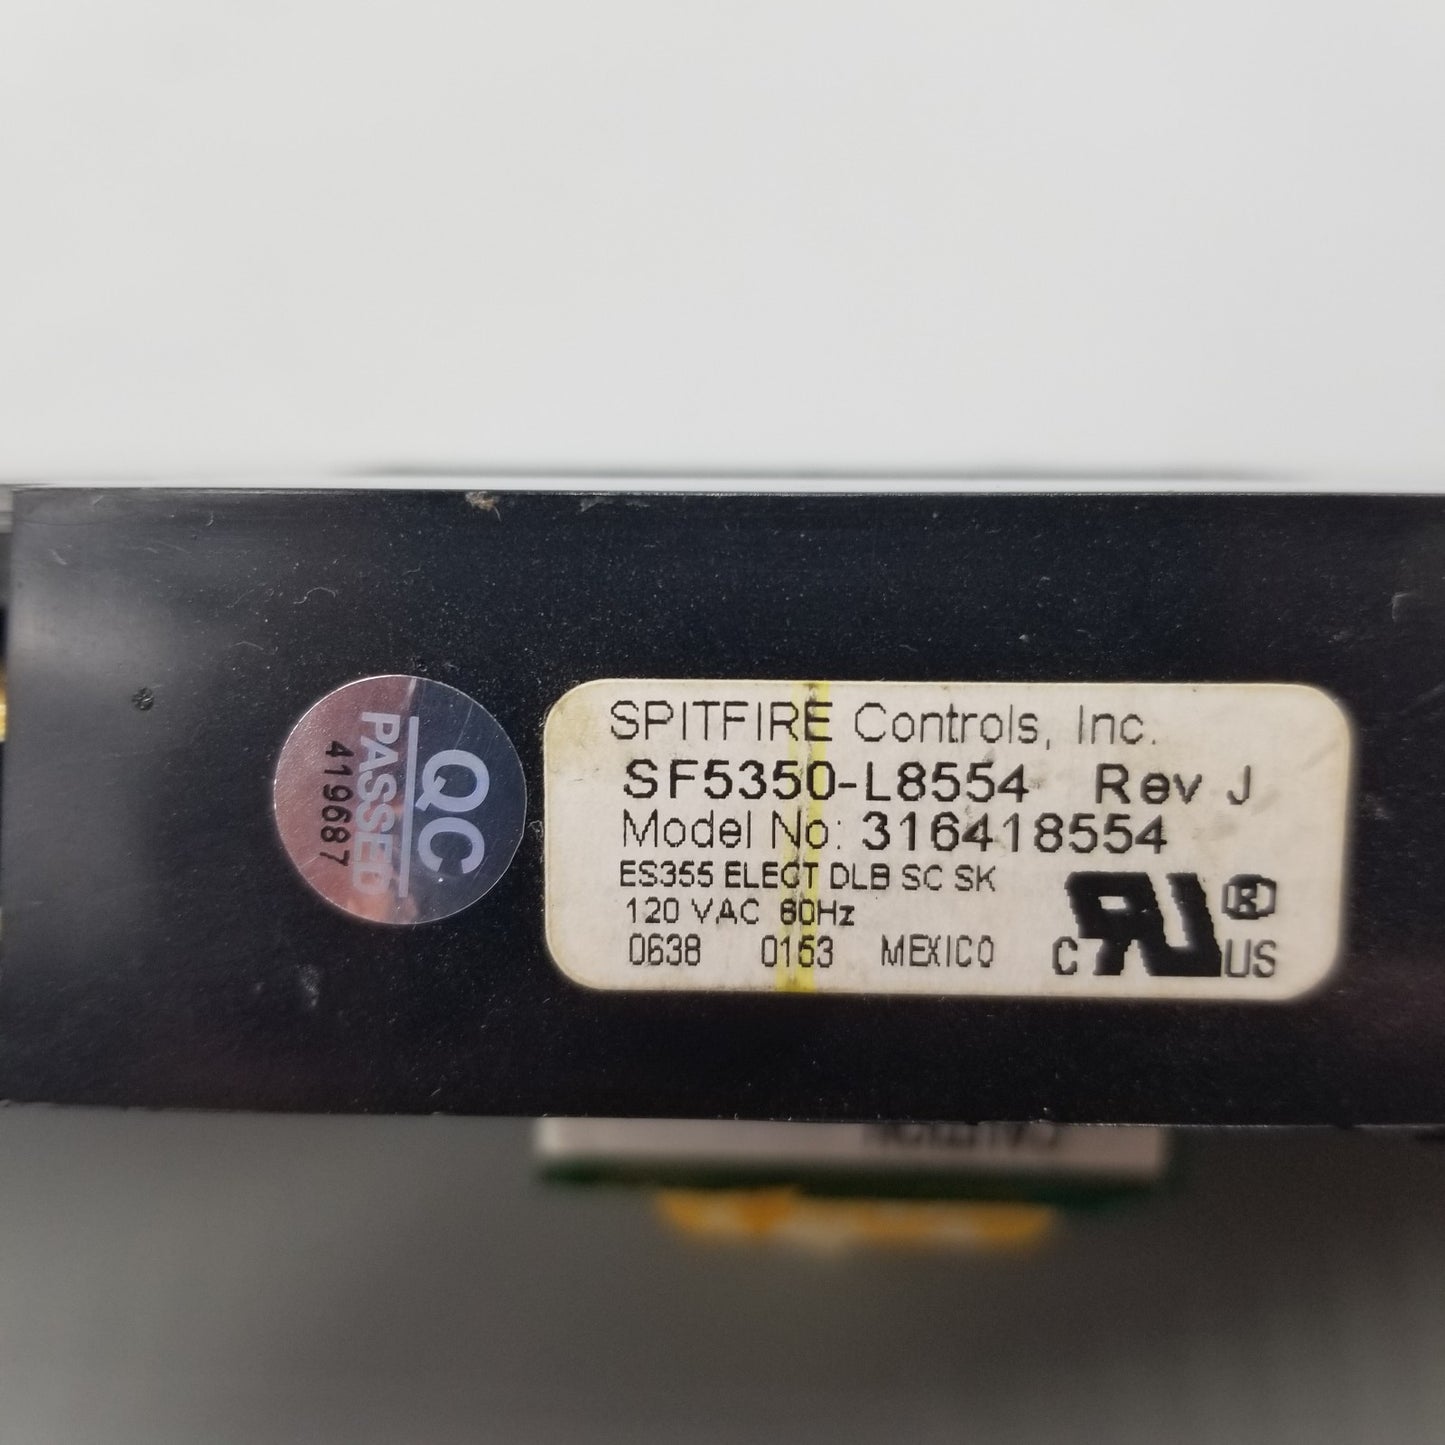 QC
PASSED
419687
SPITFIRE Controls, Inc.
SF5350-L8554 Rev J
Model No: 316418554
ES355 ELECT DLB SC SK
120 VAC 60Hz
0638 0153 MEXICO
C RU ® US